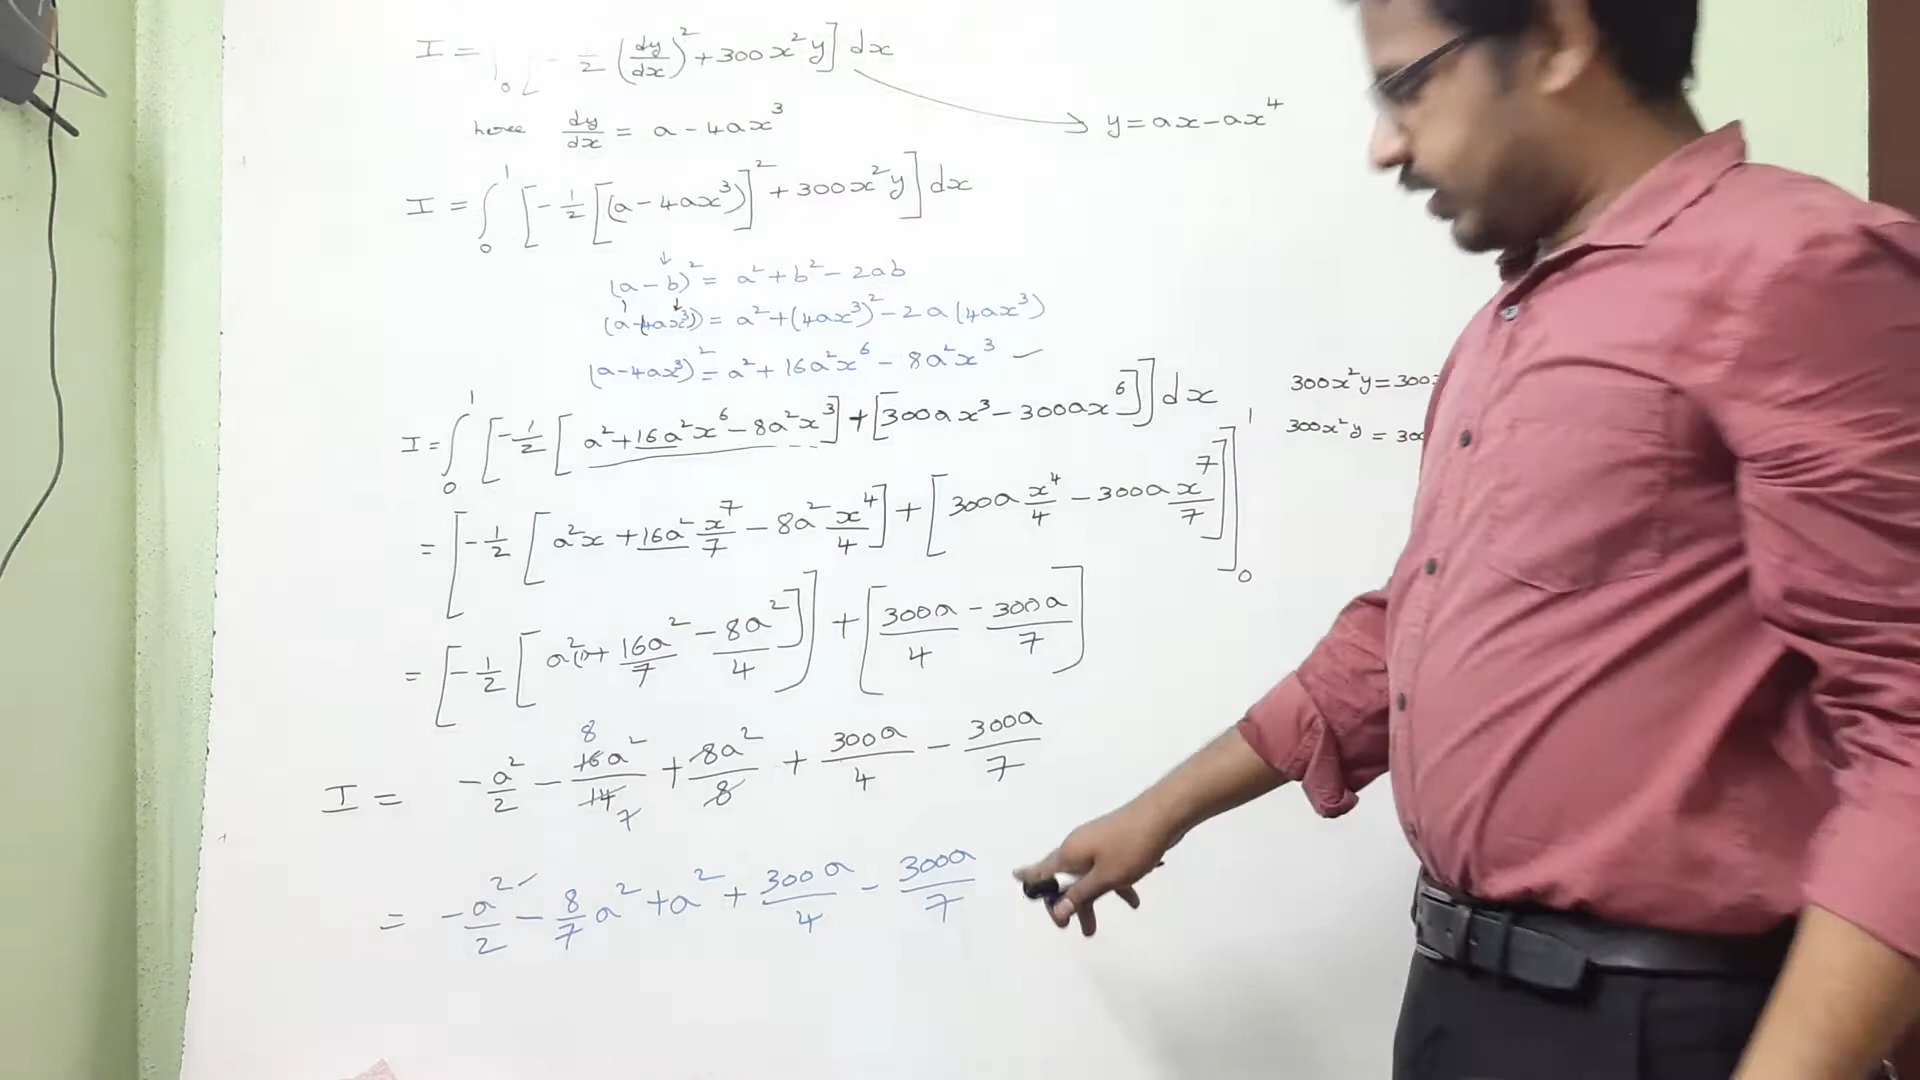 I = ∫₀ [ - 1/2 (dy/dx)² + 300x²y ] dx
y = ax - ax⁴
here dy/dx = a - 4ax³
I = ∫₀¹ [ -1/2 [(a - 4ax³)]² + 300x²y ] dx
(a - b)² = a² + b² - 2ab
(a - 4ax³) = a² + (4ax³)² - 2a(4ax³)
(a - 4ax³)² = a² + 16a²x⁶ - 8a²x³
I = ∫₀¹ [ -1/2 [ a² + 16a²x⁶ - 8a²x³ ] + [ 300ax³ - 300ax⁶ ] ] dx
300x²y = 300
300x²y = 300
= [ -1/2 [ a²x + 16a² x⁷/7 - 8a² x⁴/4 ] + [ 300a x⁴/4 - 300a x⁷/7 ] ]₀¹
= [ -1/2 [ a²(1) + 16a²/7 - 8a²/4 ] ] + [ 300a/4 - 300a/7 ]
8
I = -a²/2 - 16a²/14 + 8a²/8 + 300a/4 - 300a/7
7
= -a²/2 - 8/7 a² + a² + 300a/4 - 300a/7